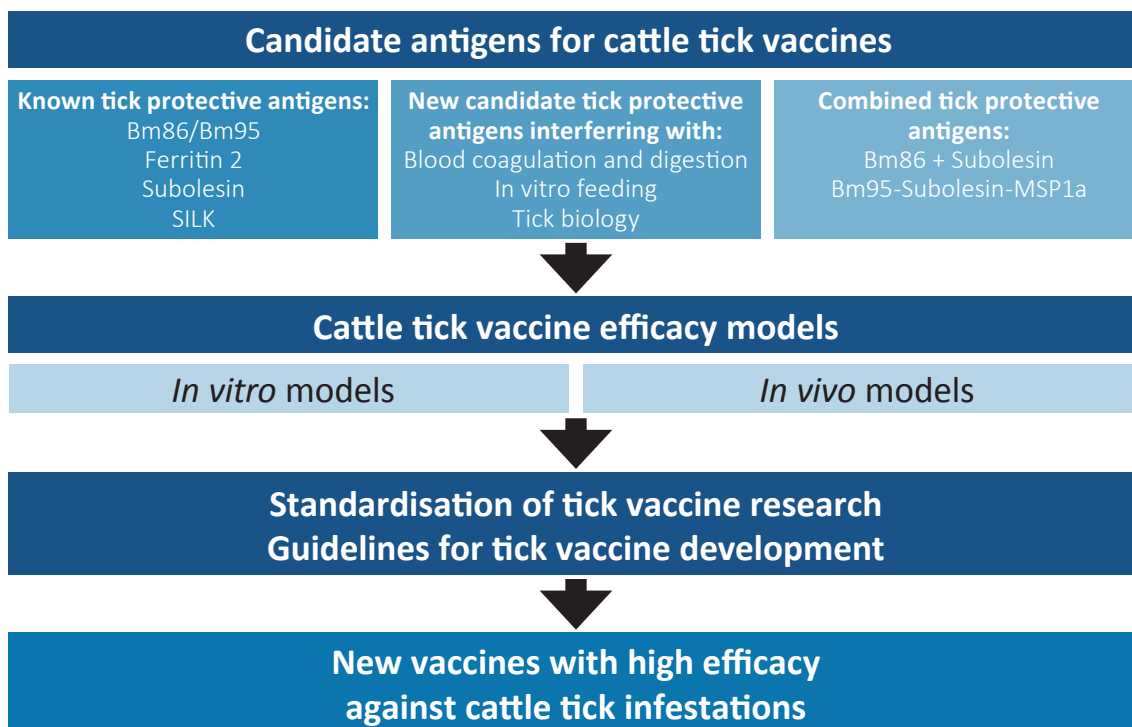 Candidate antigens for cattle tick vaccines
Known tick protective antigens:
Bm86/Bm95
Ferritin 2
Subolesin
SILK
New candidate tick protective
antigens interfering with:
Blood coagulation and digestion
In vitro feeding
Tick biology
Combined tick protective
antigens:
Bm86 + Subolesin
Bm95-Subolesin-MSP1a
Cattle tick vaccine efficacy models
In vitro models
In vivo models
Standardisation of tick vaccine research
Guidelines for tick vaccine development
New vaccines with high efficacy
against cattle tick infestations